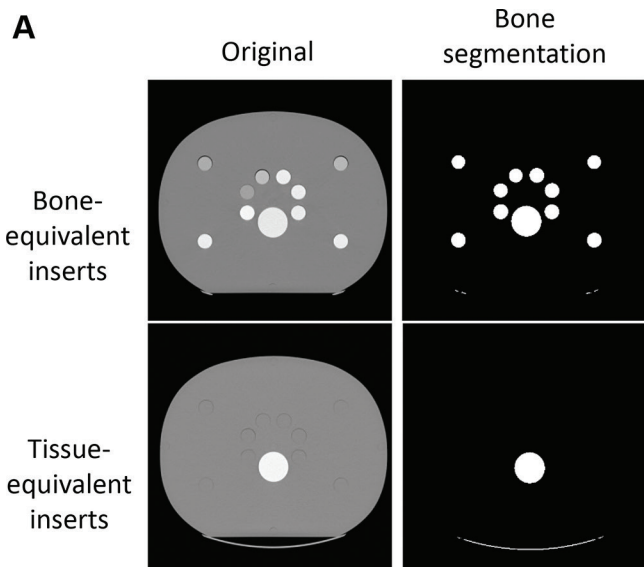 A
Original
Bone
segmentation
Bone-
equivalent
inserts
Tissue-
equivalent
inserts